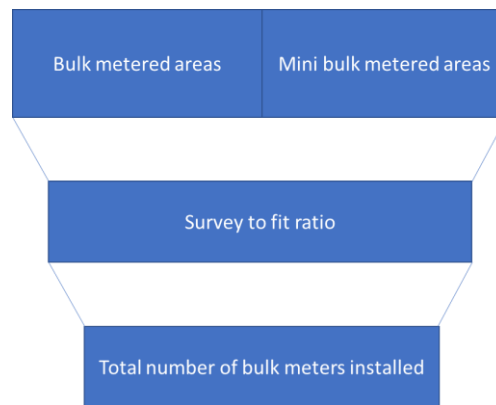 Bulk metered areas
Mini bulk metered areas
Survey to fit ratio
Total number of bulk meters installed